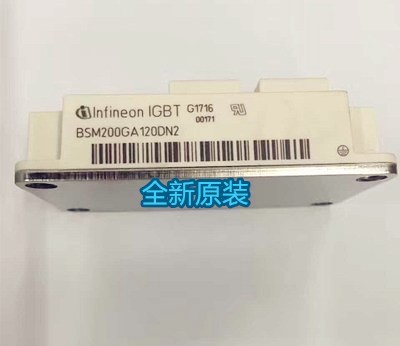 Infineon IGBT G1716
00171
BSM200GA120DN2
全新原装